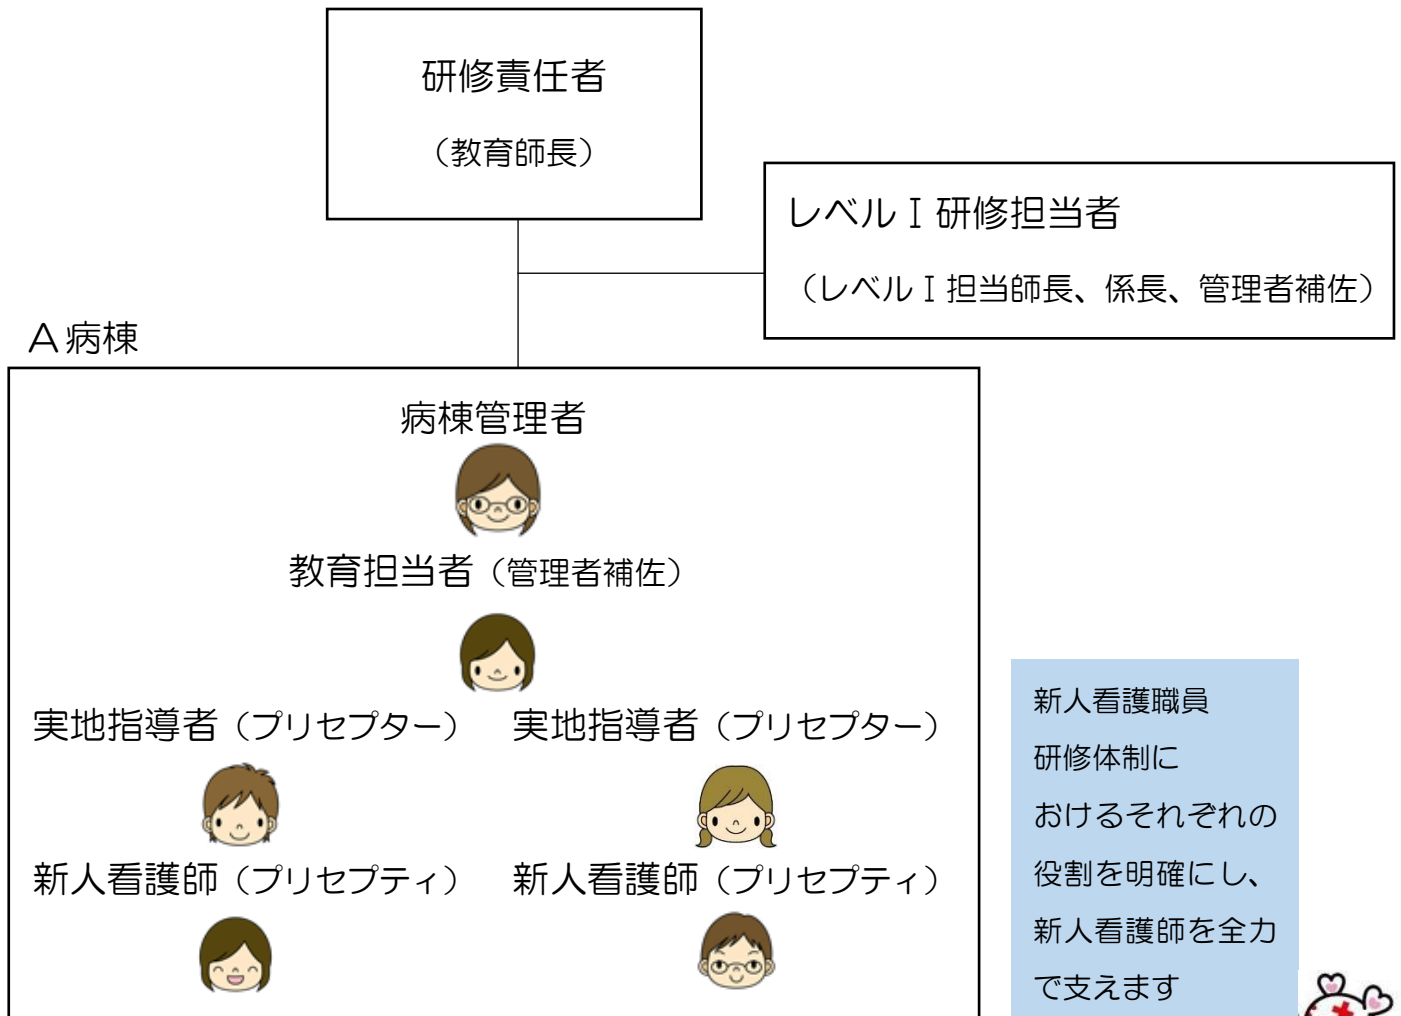 研修責任者
（教育師長）
レベルⅠ研修担当者
（レベルⅠ担当師長、係長、管理者補佐）
A病棟
病棟管理者
教育担当者（管理者補佐）
実地指導者（プリセプター）
実地指導者（プリセプター）
新人看護師（プリセプティ）
新人看護師（プリセプティ）
新人看護職員
研修体制に
おけるそれぞれの
役割を明確にし、
新人看護師を全力
で支えます